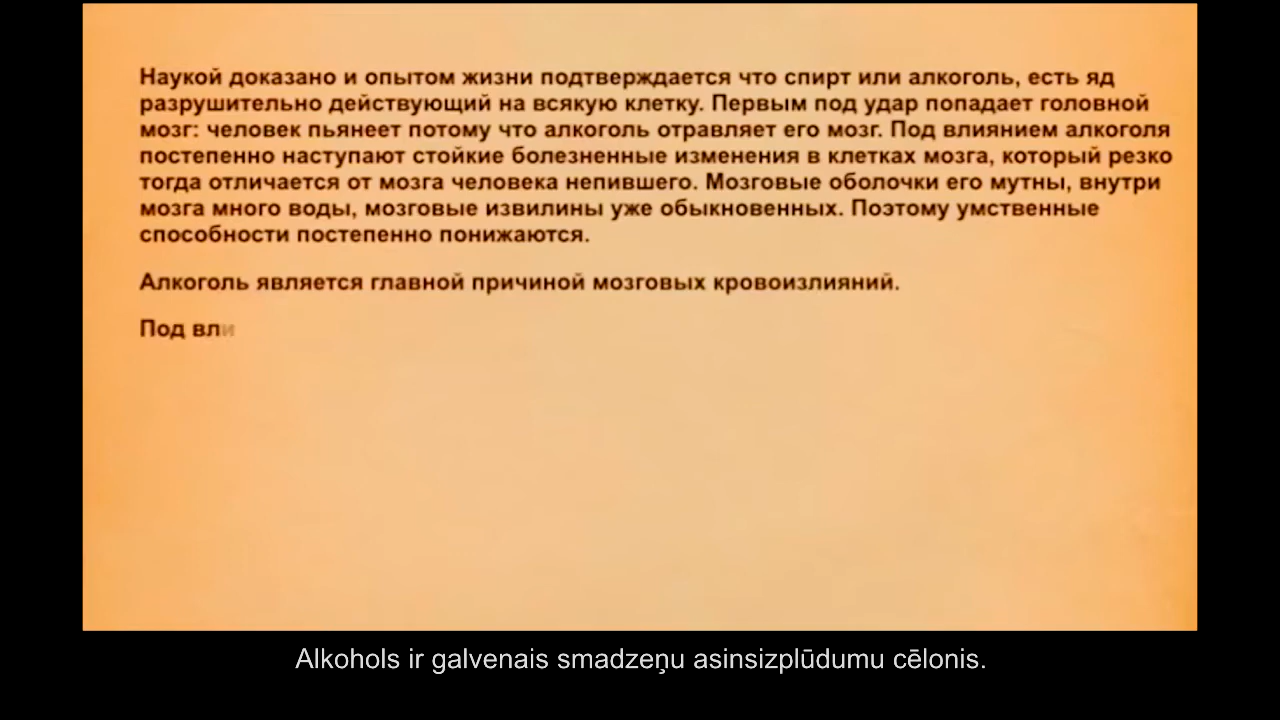 Наукой доказано и опытом жизни подтверждается что спирт или алкоголь, есть яд
разрушительно действующий на всякую клетку. Первым под удар попадает головной
мозг: человек пьянеет потому что алкоголь отравляет его мозг. Под влиянием алкоголя
постепенно наступают стойкие болезненные изменения в клетках мозга, который резко
тогда отличается от мозга человека непившего. Мозговые оболочки его мутны, внутри
мозга много воды, мозговые извилины уже обыкновенных. Поэтому умственные
способности постепенно понижаются.
Алкоголь является главной причиной мозговых кровоизлияний.
Под вли
Alkohols ir galvenais smadzeņu asinsizplūdumu cēlonis.